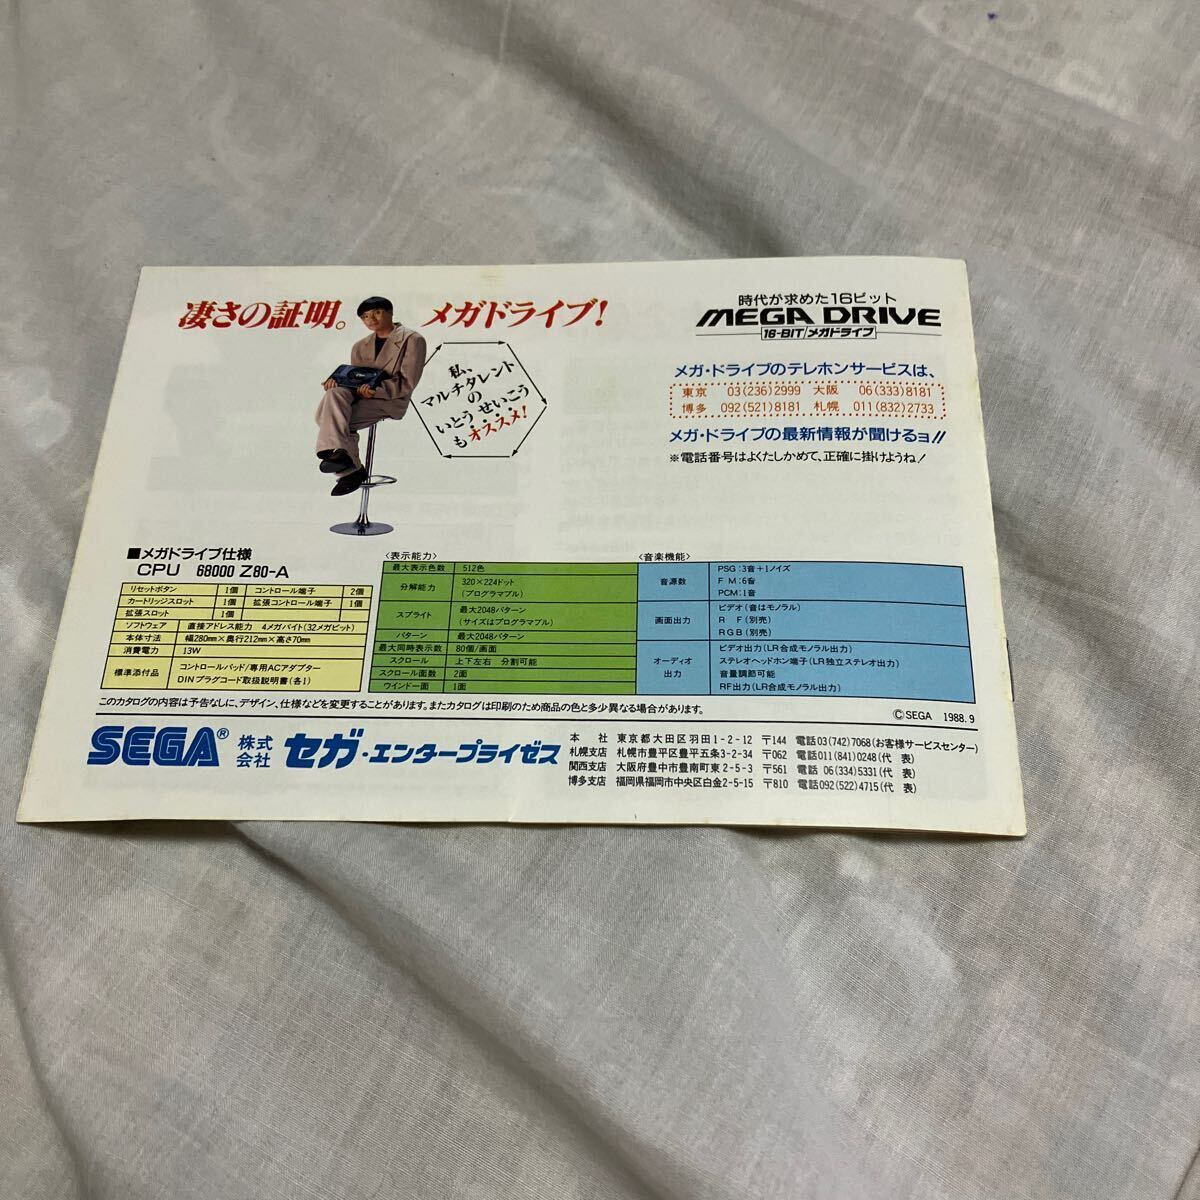 凄さの証明。 メガドライブ!
私、
マルチタレント
の
いとうせいこう
もオススメ!
時代が求めた16ビット
MEGA DRIVE
16-BIT/メガドライブ
メガ・ドライブのテレホンサービスは、
東京 03(236)2999 大阪 06(333)8181
博多 092(521)8181 札幌 011(832)2733
メガ・ドライブの最新情報が聞けるヨ!!
※電話番号はよくたしかめて、正確に掛けようね!
■メガドライブ仕様
CPU 68000 Z80-A
リセットボタン 1個 コントロール端子 2個
カートリッジスロット 1個 拡張コントロール端子 1個
拡張スロット 1個
ソフトウェア 直接アドレス能力 4メガバイト(32メガビット)
本体寸法 幅280mm×奥行212mm×高さ70mm
消費電力 13W
標準添付品 コントロールパッド/専用ACアダプター
DINプラグコード取扱説明書(各1)
〈表示能力〉
最大表示色数 512色
分解能力 320×224ドット
(プログラマブル)
スプライト 最大2048パターン
(サイズはプログラマブル)
パターン 最大2048パターン
最大同時表示数 80個/画面
スクロール 上下左右 分割可能
スクロール面数 2面
ウインドー面 1面
〈音楽機能〉
音源数 PSG:3音+1ノイズ
FM:6音
PCM:1音
画面出力 ビデオ(音はモノラル)
RF(別売)
RGB(別売)
オーディオ出力 ビデオ出力(LR合成モノラル出力)
ステレオヘッドホン端子(LR独立ステレオ出力)
音量調節可能
RF出力(LR合成モノラル出力)
このカタログの内容は予告なしに、デザイン、仕様などを変更することがあります。またカタログは印刷のため商品の色と多少異なる場合があります。
©SEGA 1988.9
SEGA® 株式会社 セガ・エンタープライゼス
本社 東京都大田区羽田1-2-12 〒144 電話03(742)7068(お客様サービスセンター)
札幌支店 札幌市豊平区豊平五条3-2-34 〒062 電話011(841)0248(代表)
関西支店 大阪府豊中市豊南町東2-5-3 〒561 電話06(334)5331(代表)
博多支店 福岡県福岡市中央区白金2-5-15 〒810 電話092(522)4715(代表)